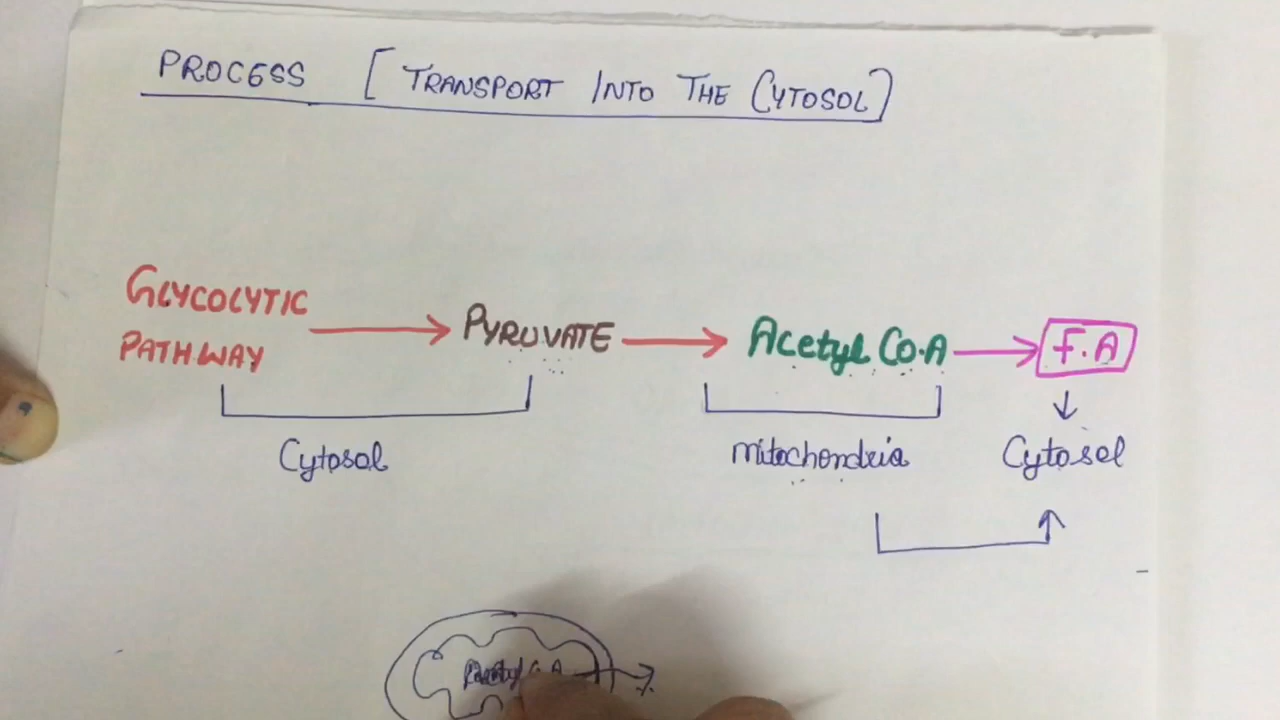 PROCESS [TRANSPORT INTO THE CYTOSOL]
GLYCOLYTIC PATHWAY
PYRUVATE
Acetyl Co.A
F.A
Cytosol
mitochondria
Cytosol